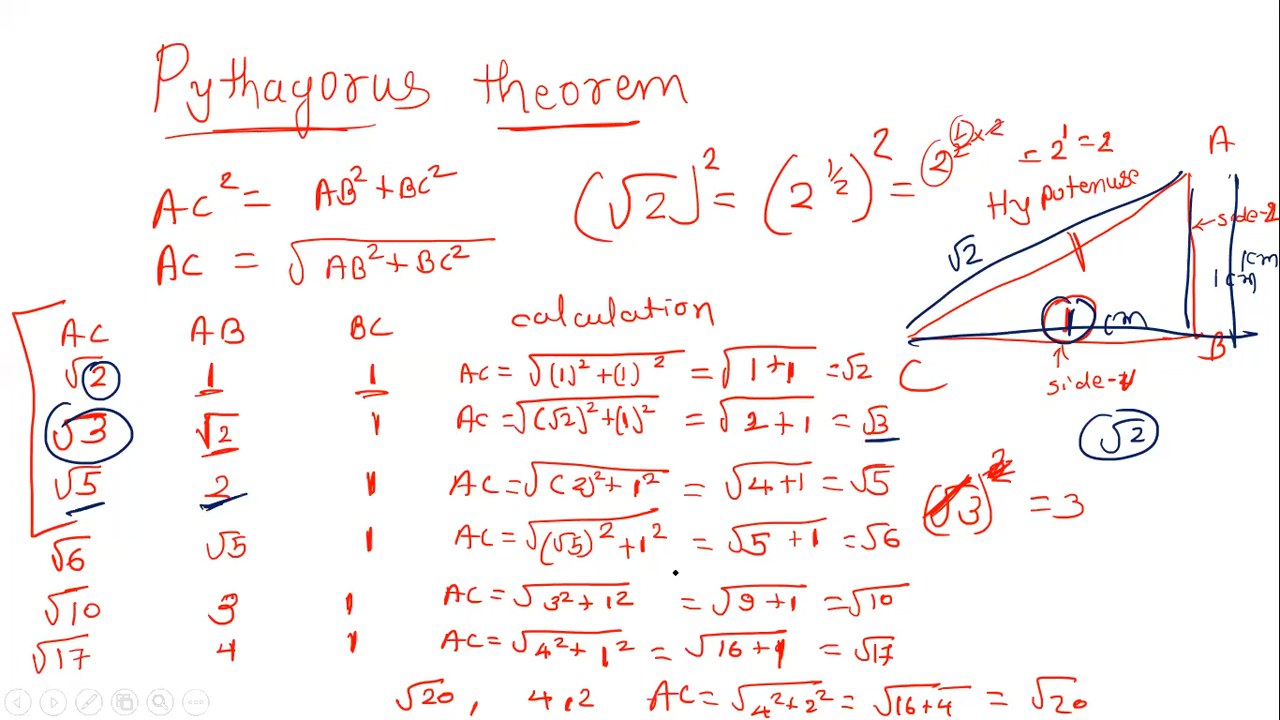 Pythagorus theorem
AC² = AB² + BC²
AC = √(AB² + BC²)
(√2)² = (2^½)² = 2^(½×2) = 2¹ = 2
A
Hypotenuse
side-2
√2
1cm
1cm
1 cm
B
C
side-1
√2
AC AB BC calculation
√2 1 1 AC = √((1)² + (1)²) = √(1+1) = √2
√3 √2 1 AC = √((√2)² + (1)²) = √(2+1) = √3
√5 2 1 AC = √((2)² + 1²) = √(4+1) = √5
(√3)² = 3
√6 √5 1 AC = √((√5)² + 1²) = √(5+1) = √6
√10 3 1 AC = √(3² + 1²) = √(9+1) = √10
√17 4 1 AC = √(4² + 1²) = √(16+1) = √17
√20 , 4,2 AC = √(4² + 2²) = √(16+4) = √20